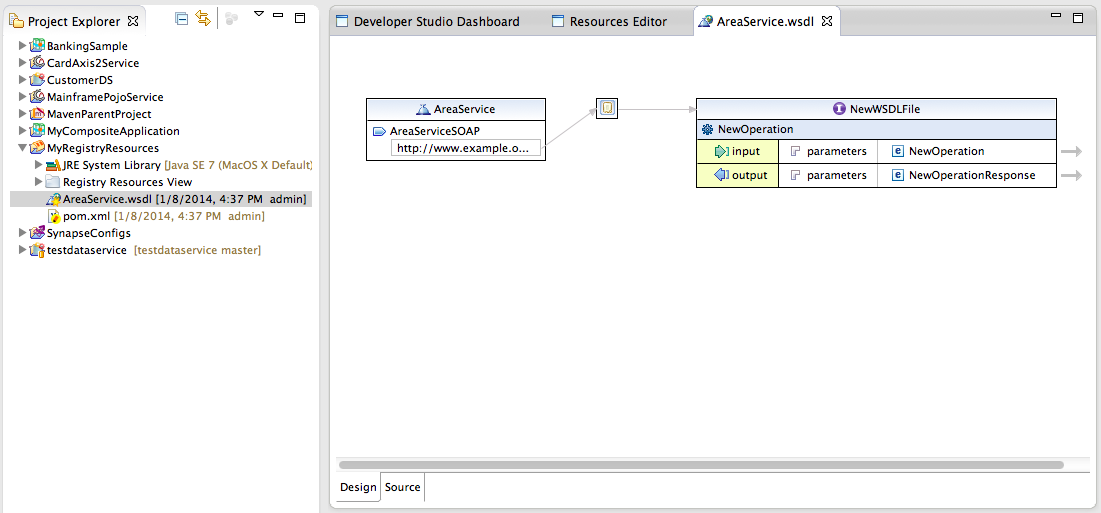 Project Explorer
BankingSample
CardAxis2Service
CustomerDS
MainframePojoService
MavenParentProject
MyCompositeApplication
MyRegistryResources
JRE System Library [Java SE 7 (MacOS X Default)
Registry Resources View
AreaService.wsdl [1/8/2014, 4:37 PM admin]
pom.xml [1/8/2014, 4:37 PM admin]
SynapseConfigs
testdataservice [testdataservice master]
Developer Studio Dashboard Resources Editor AreaService.wsdl
AreaService
AreaServiceSOAP
http://www.example.o...
I NewWSDLFile
NewOperation
input parameters e NewOperation
output parameters e NewOperationResponse
Design Source